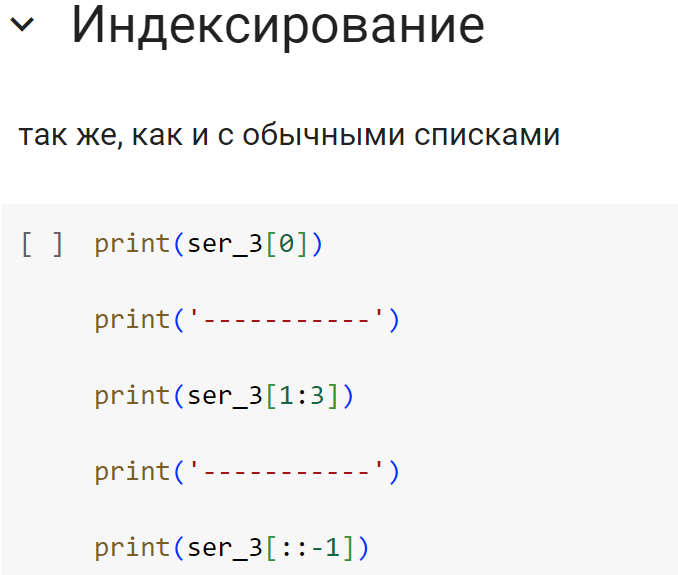 Индексирование
так же, как и с обычными списками
[ ] print(ser_3[0])
print('-----------')
print(ser_3[1:3])
print('-----------')
print(ser_3[::-1])